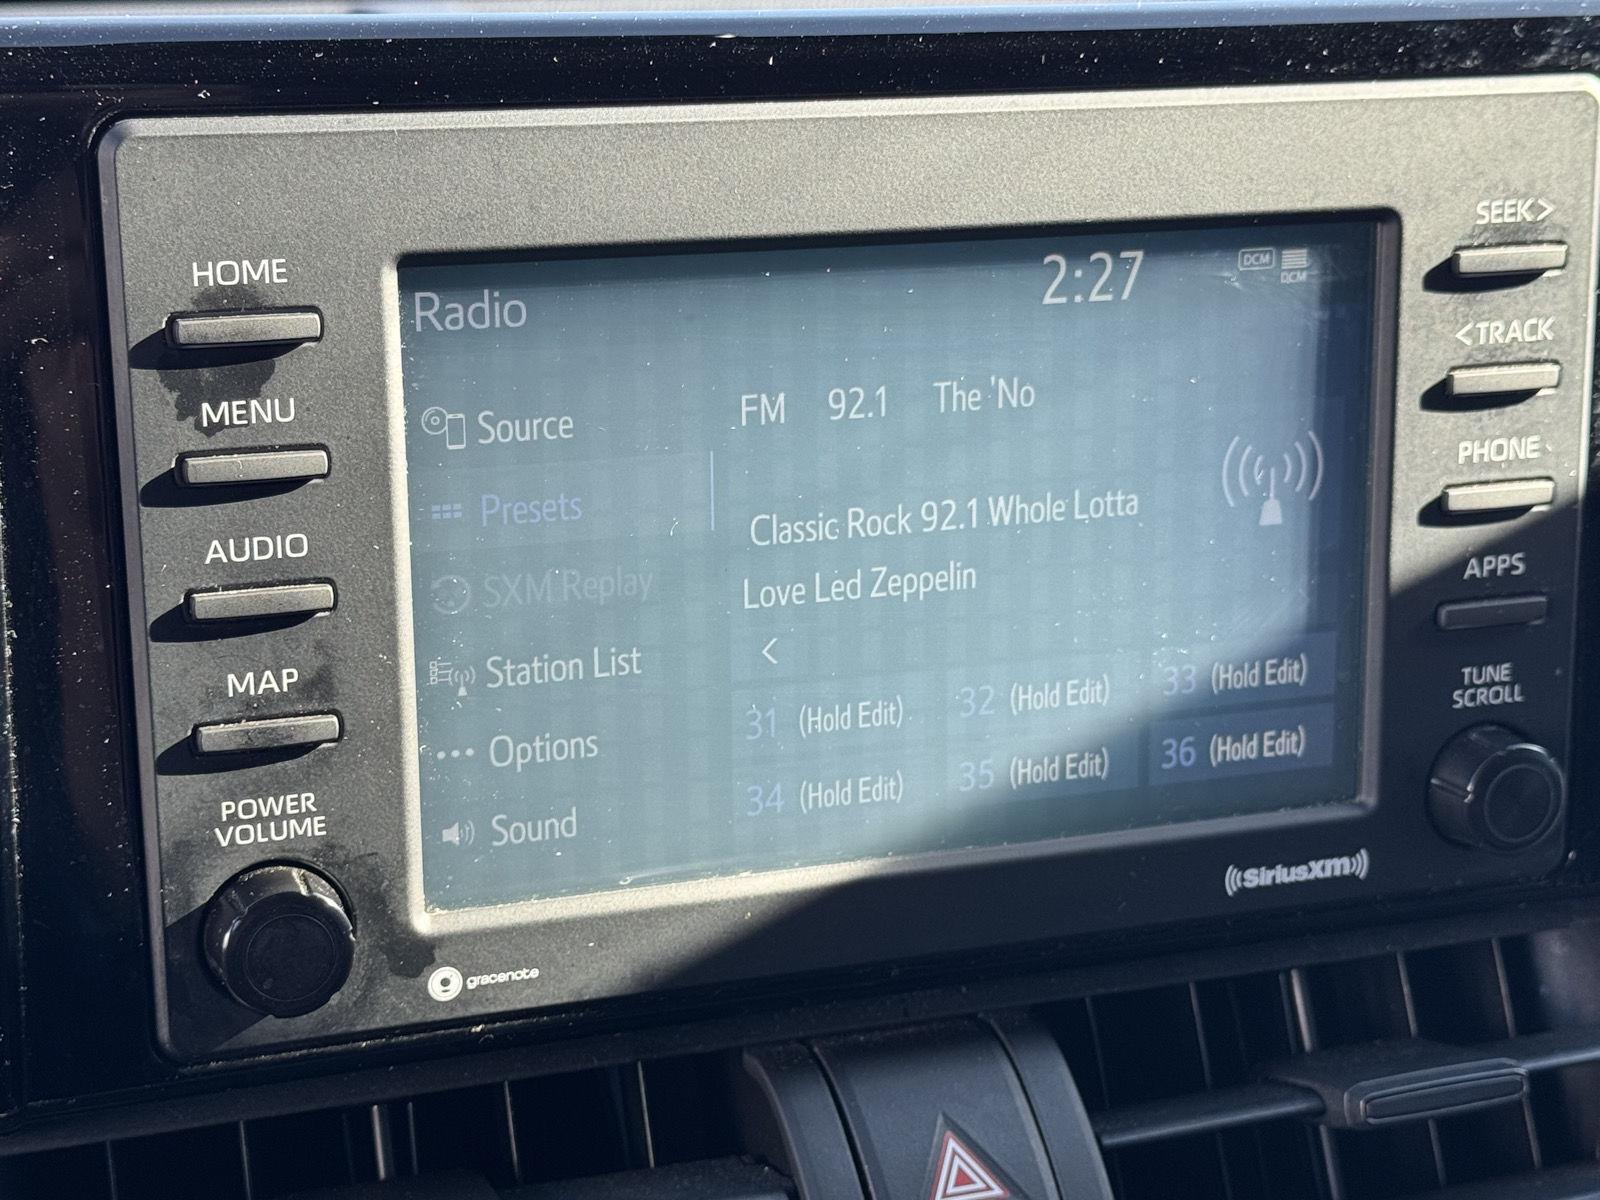 HOME
MENU
AUDIO
MAP
POWER
VOLUME
Radio
2:27
DCM
DCM
Source
Presets
SXM Replay
Station List
Options
Sound
FM 92.1 The 'No
Classic Rock 92.1 Whole Lotta
Love Led Zeppelin
<
31 (Hold Edit)
32 (Hold Edit)
33 (Hold Edit)
34 (Hold Edit)
35 (Hold Edit)
36 (Hold Edit)
SEEK>
<TRACK
PHONE
APPS
TUNE
SCROLL
gracenote
((SiriusXM))